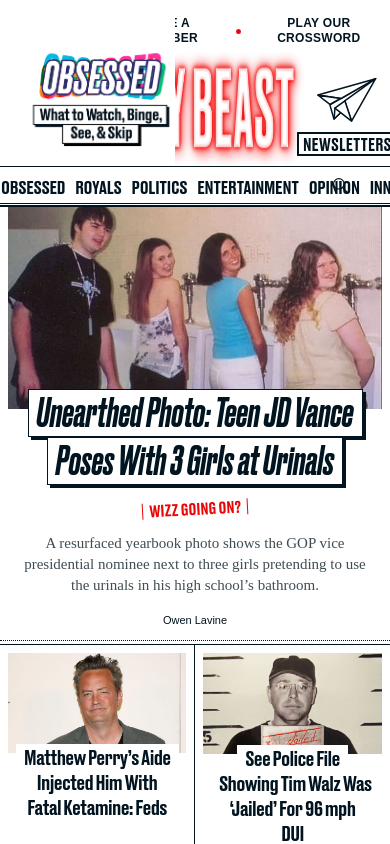 E A
PLAY OUR
BER
CROSSWORD
OBSESSED
What to Watch, Binge,
See, & Skip
Y BEAST
NEWSLETTERS
OBSESSED ROYALS POLITICS ENTERTAINMENT OPINION INN
Unearthed Photo: Teen JD Vance
Poses With 3 Girls at Urinals
WIZZ GOING ON?
A resurfaced yearbook photo shows the GOP vice
presidential nominee next to three girls pretending to use
the urinals in his high school’s bathroom.
Owen Lavine
Matthew Perry’s Aide
Injected Him With
Fatal Ketamine: Feds
See Police File
Showing Tim Walz Was
‘Jailed’ For 96 mph
DUI